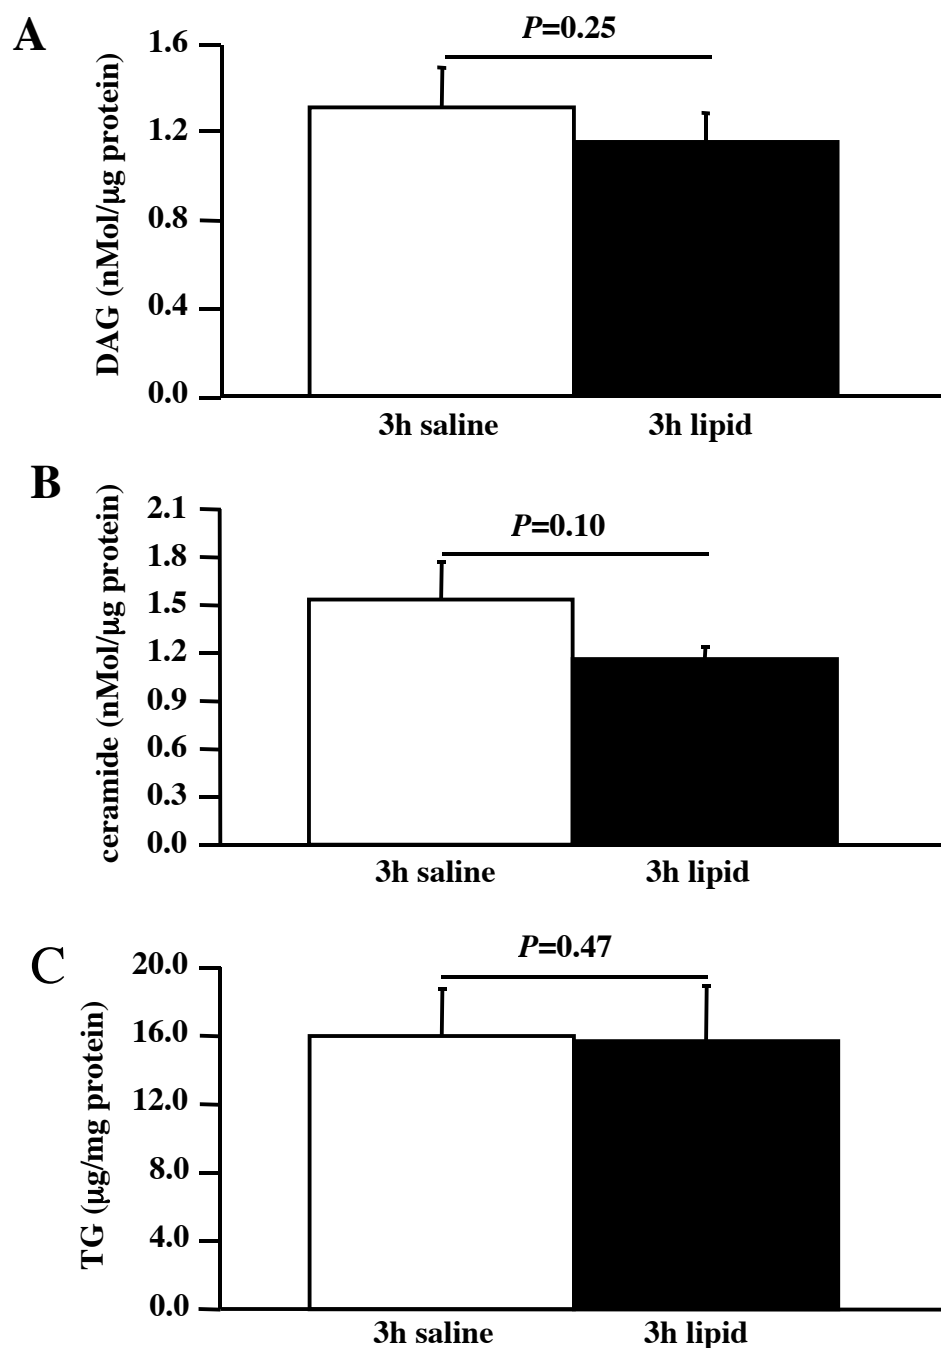 A
P=0.25
DAG (nMol/μg protein)
1.6
1.2
0.8
0.4
0.0
3h saline 3h lipid
B
P=0.10
ceramide (nMol/μg protein)
2.1
1.8
1.5
1.2
0.9
0.6
0.3
0.0
3h saline 3h lipid
C
P=0.47
TG (μg/mg protein)
20.0
16.0
12.0
8.0
4.0
0.0
3h saline 3h lipid